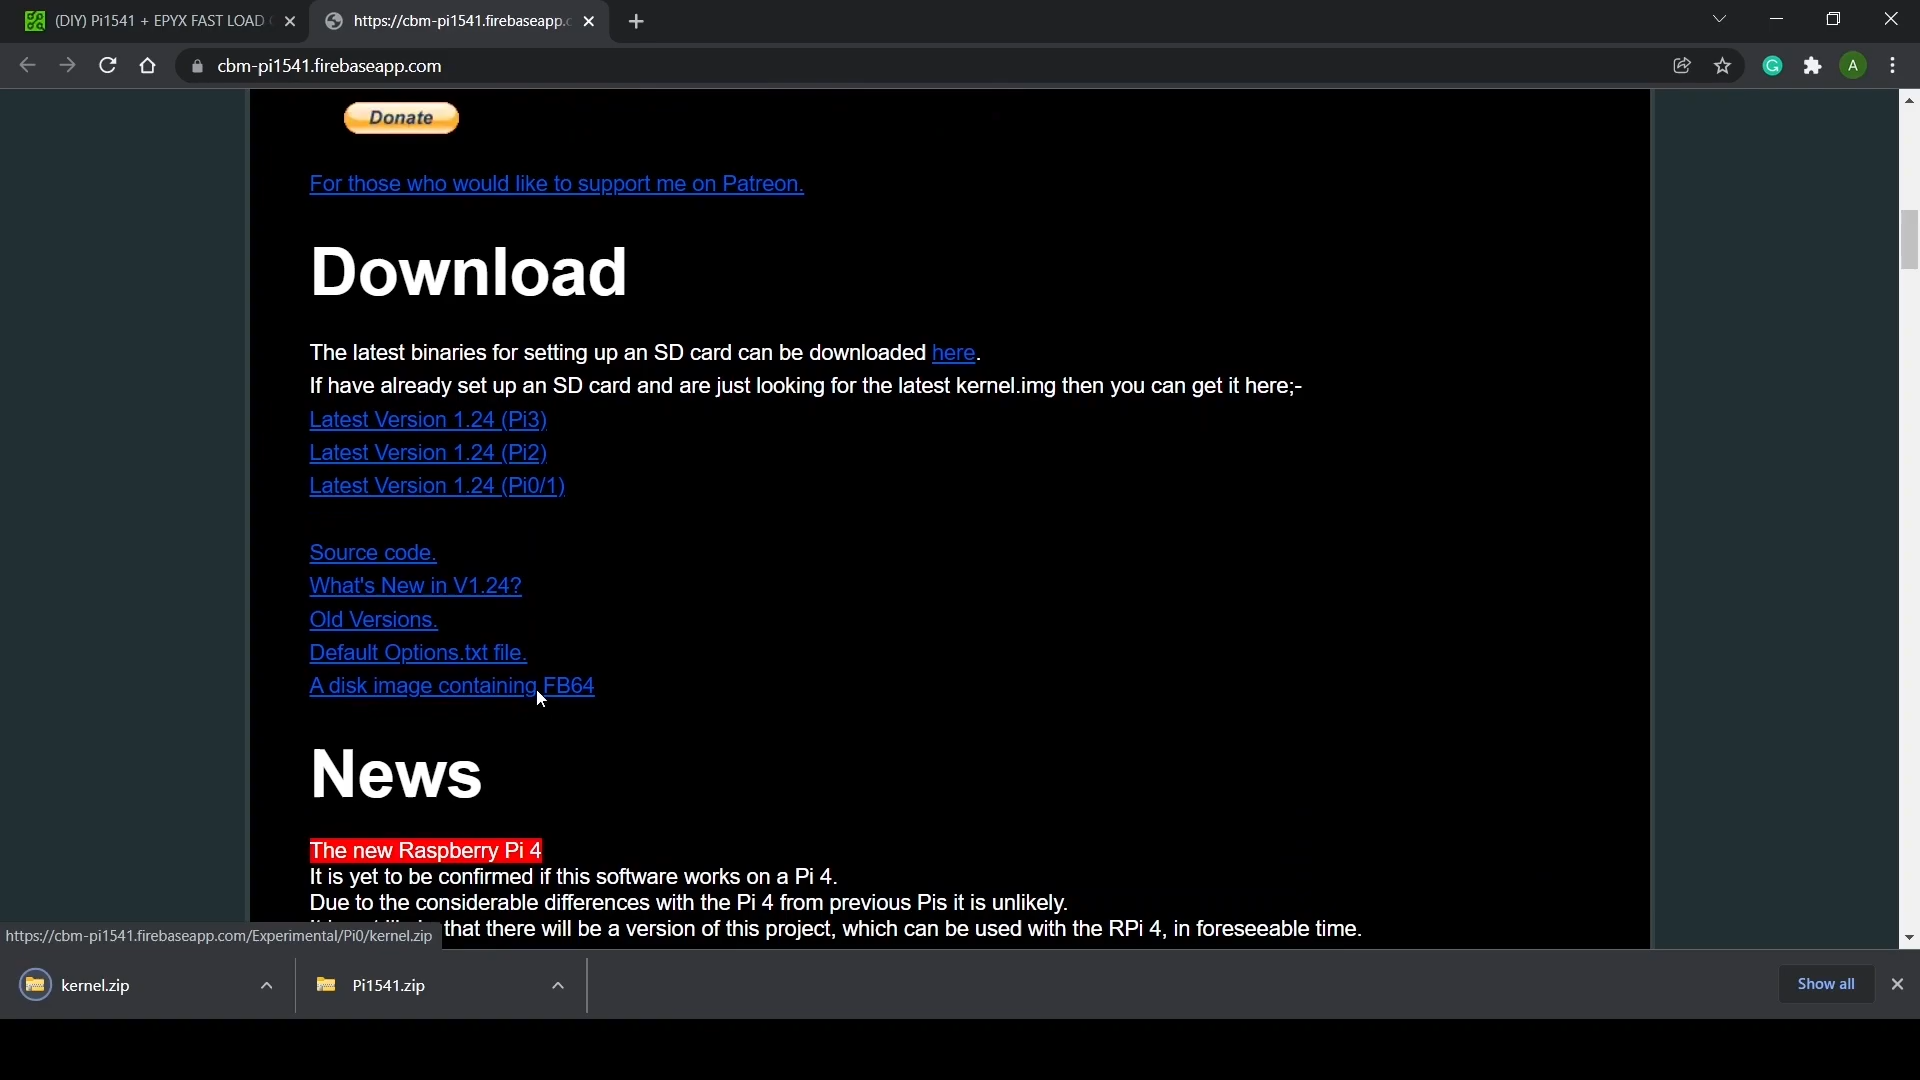 (DIY) Pi1541 + EPYX FAST LOAD
https://cbm-pi1541.firebaseapp.c
cbm-pi1541.firebaseapp.com
G
A
Donate
For those who would like to support me on Patreon.
Download
The latest binaries for setting up an SD card can be downloaded here.
If have already set up an SD card and are just looking for the latest kernel.img then you can get it here;-
Latest Version 1.24 (Pi3)
Latest Version 1.24 (Pi2)
Latest Version 1.24 (Pi0/1)
Source code.
What's New in V1.24?
Old Versions.
Default Options.txt file.
A disk image containing FB64
News
The new Raspberry Pi 4
It is yet to be confirmed if this software works on a Pi 4.
Due to the considerable differences with the Pi 4 from previous Pis it is unlikely.
that there will be a version of this project, which can be used with the RPi 4, in foreseeable time.
https://cbm-pi1541.firebaseapp.com/Experimental/Pi0/kernel.zip
kernel.zip
Pi1541.zip
Show all